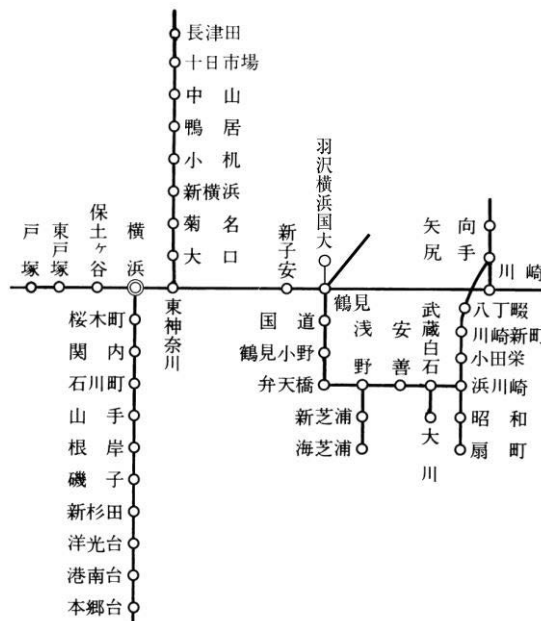 長津田
十日市場
中山
鴨居
小机
新横浜
菊名
大口
羽沢横浜国大
矢向
尻手
川崎
戸塚
東戸塚
保土ヶ谷
横浜
東神奈川
新子安
鶴見
桜木町
関内
石川町
山手
根岸
磯子
新杉田
洋光台
港南台
本郷台
国道
鶴見小野
弁天橋
浅野
安善
武蔵白石
八丁畷
川崎新町
小田栄
浜川崎
新芝浦
海芝浦
大川
昭和
扇町